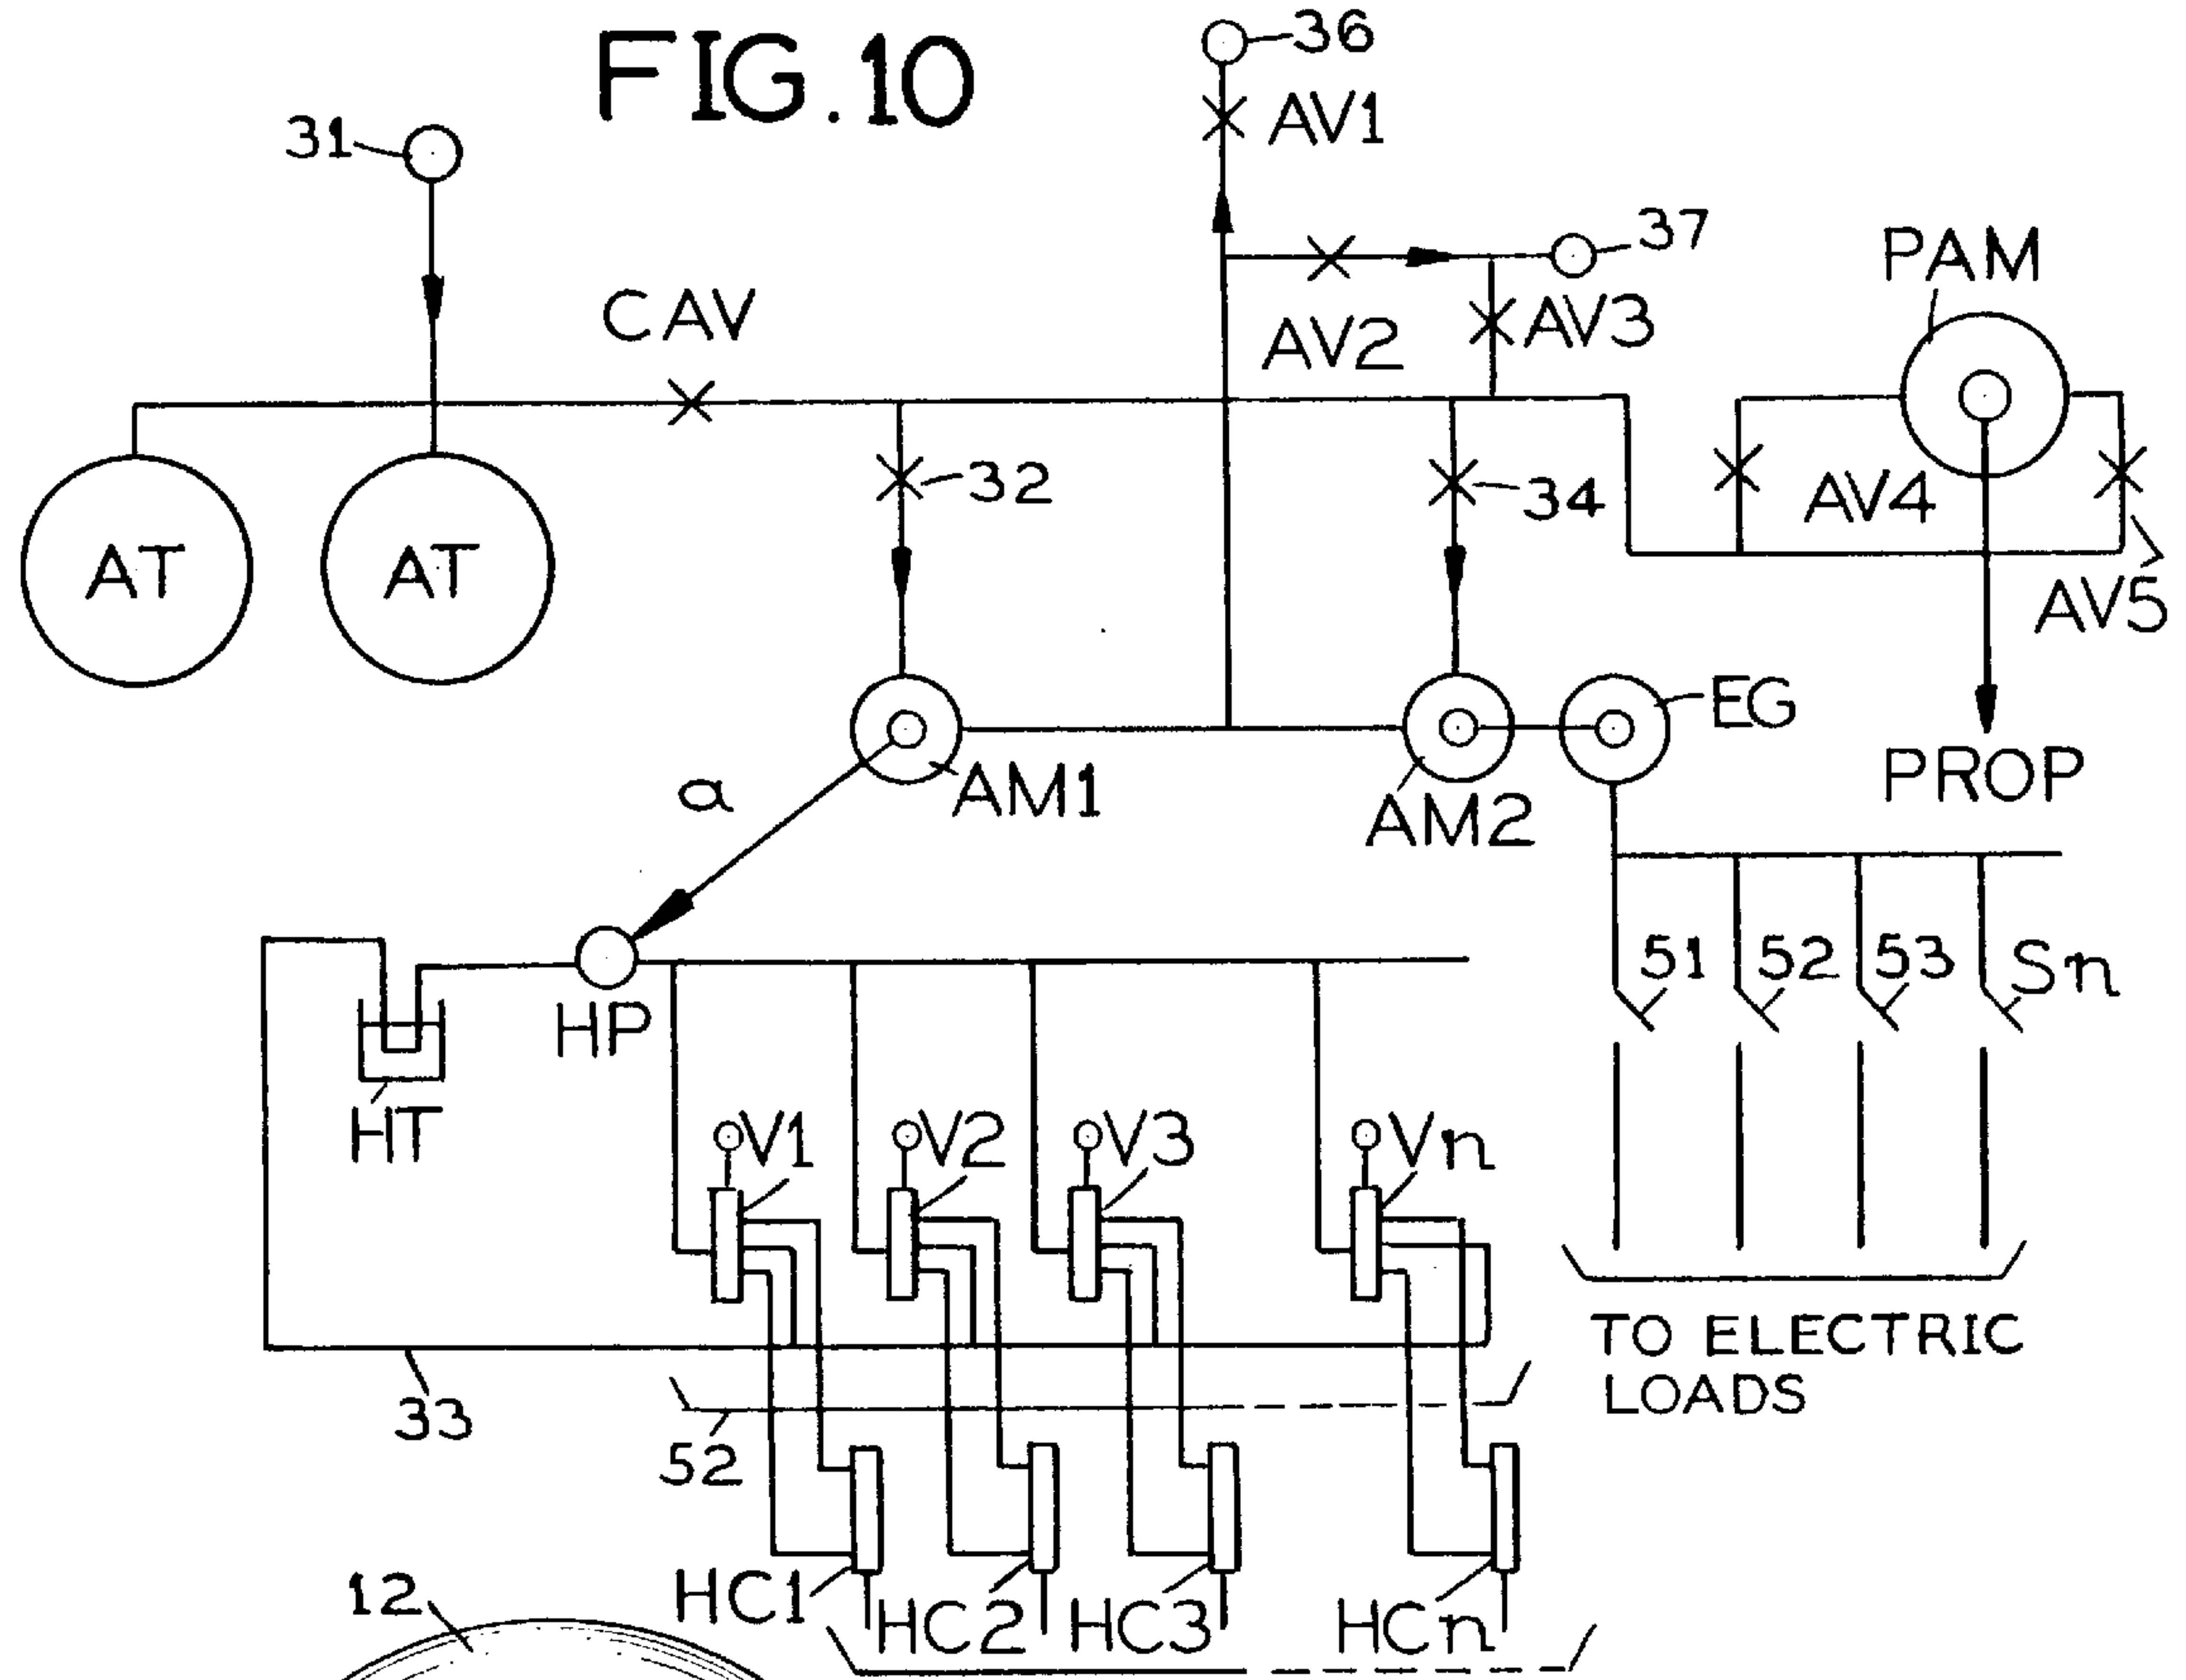 FIG.10
36
31
AV1
37
PAM
CAV
AV2
AV3
32
34
AV4
AT
AT
AV5
EG
a
AM1
AM2
PROP
51
52
53
Sn
HP
HT
V1
V2
V3
Vn
TO ELECTRIC
LOADS
33
52
12
HC1
HC2
HC3
HCn